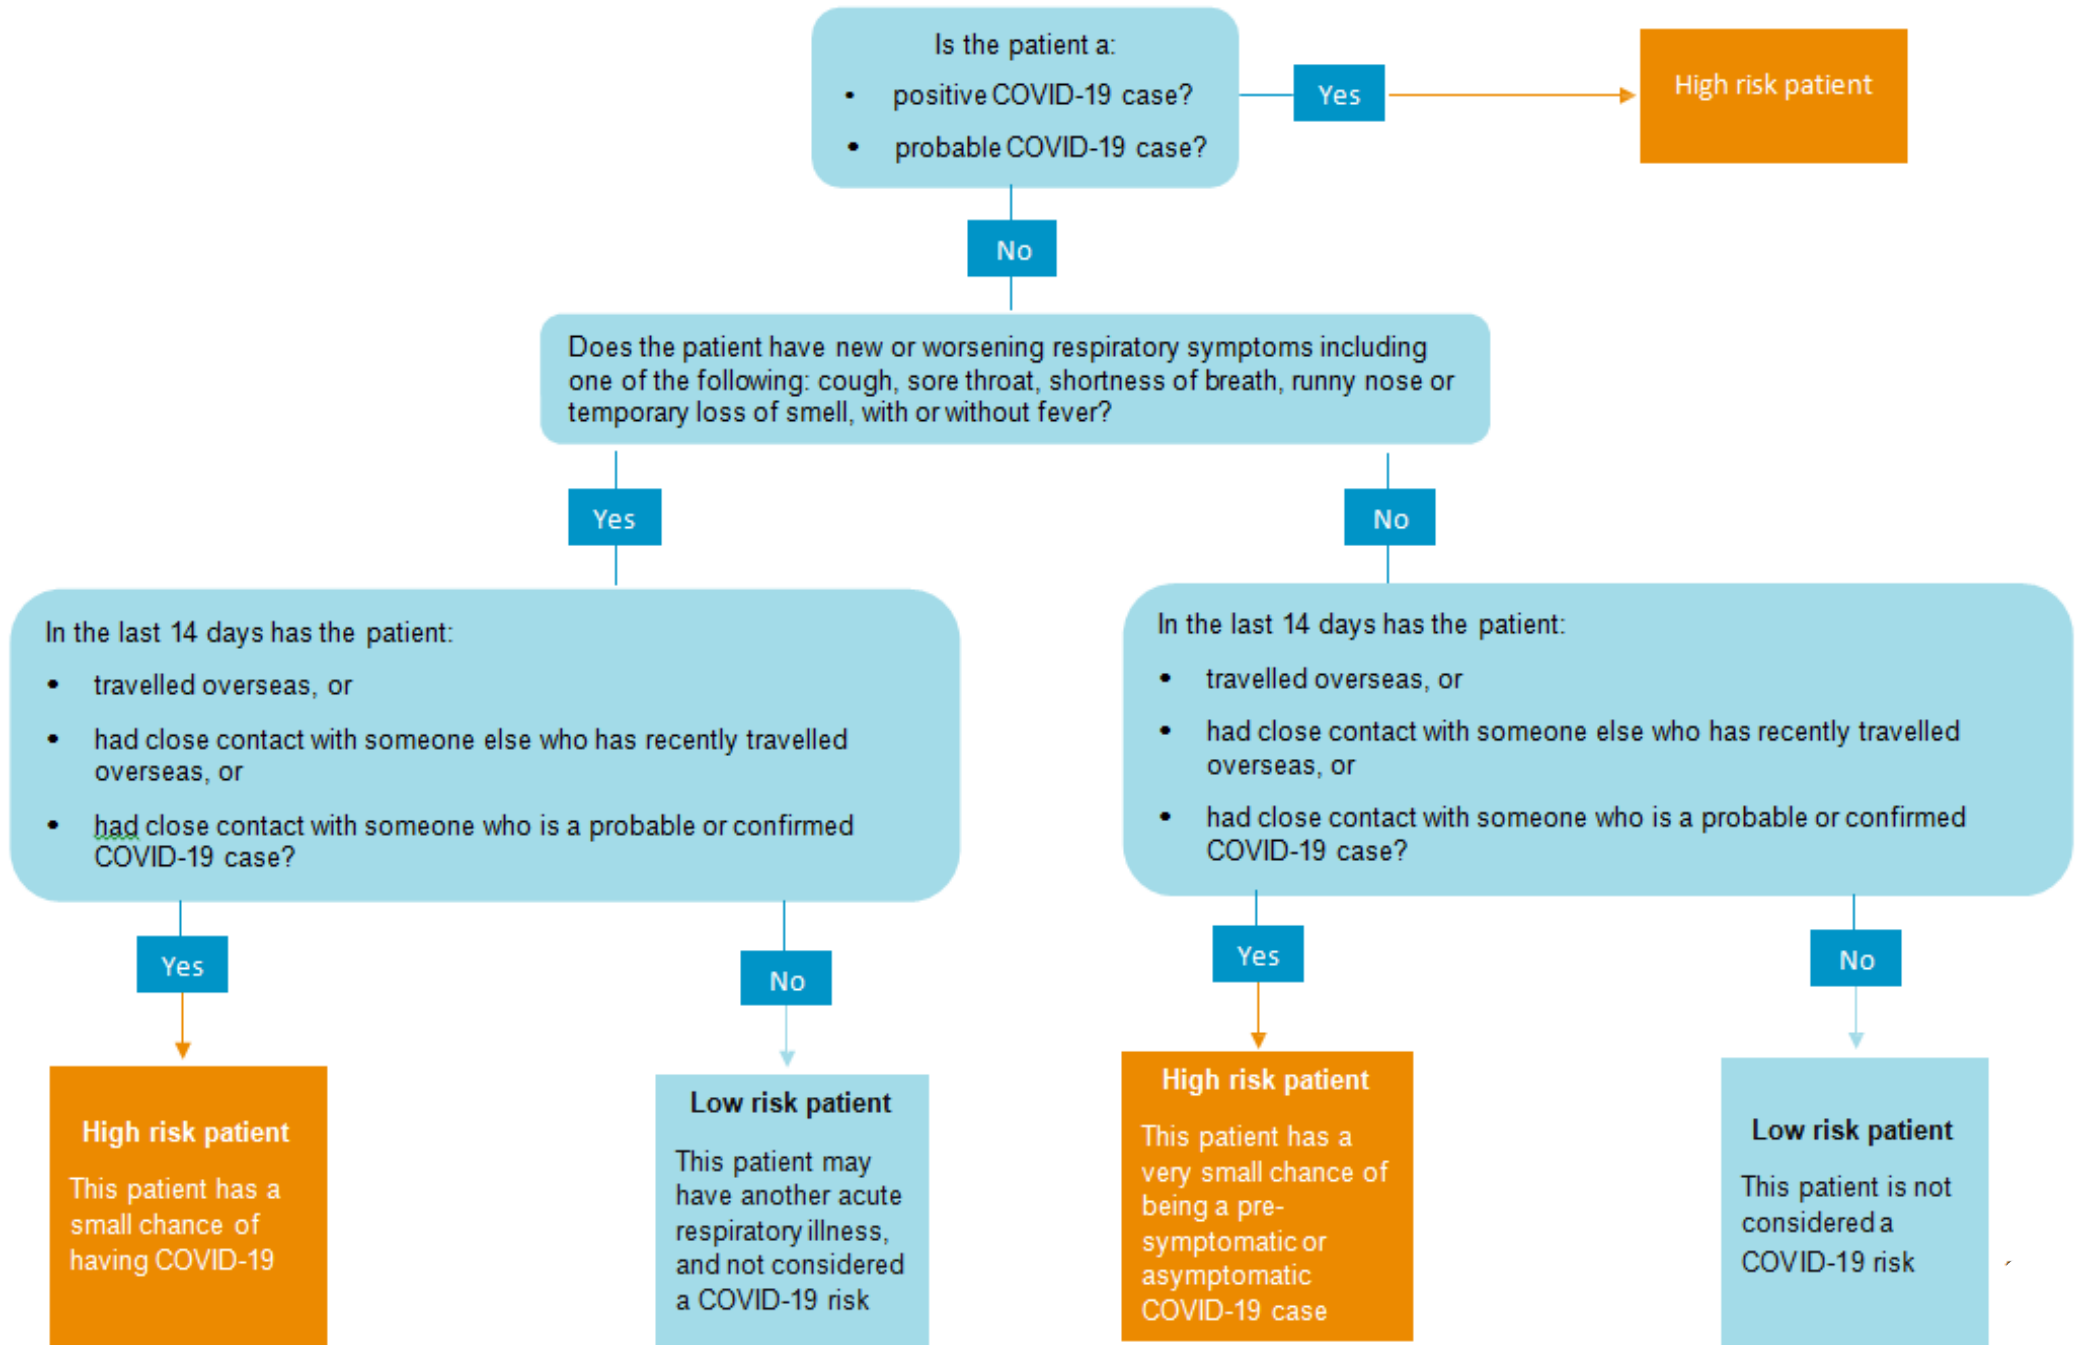 Is the patient a:
• positive COVID-19 case?
• probable COVID-19 case?
Yes
High risk patient
No
Does the patient have new or worsening respiratory symptoms including
one of the following: cough, sore throat, shortness of breath, runny nose or
temporary loss of smell, with or without fever?
Yes
No
In the last 14 days has the patient:
• travelled overseas, or
• had close contact with someone else who has recently travelled
overseas, or
• had close contact with someone who is a probable or confirmed
COVID-19 case?
In the last 14 days has the patient:
• travelled overseas, or
• had close contact with someone else who has recently travelled
overseas, or
• had close contact with someone who is a probable or confirmed
COVID-19 case?
Yes
No
Yes
No
High risk patient
This patient has a
small chance of
having COVID-19
Low risk patient
This patient may
have another acute
respiratory illness,
and not considered
a COVID-19 risk
High risk patient
This patient has a
very small chance of
being a pre-
symptomatic or
asymptomatic
COVID-19 case
Low risk patient
This patient is not
considered a
COVID-19 risk